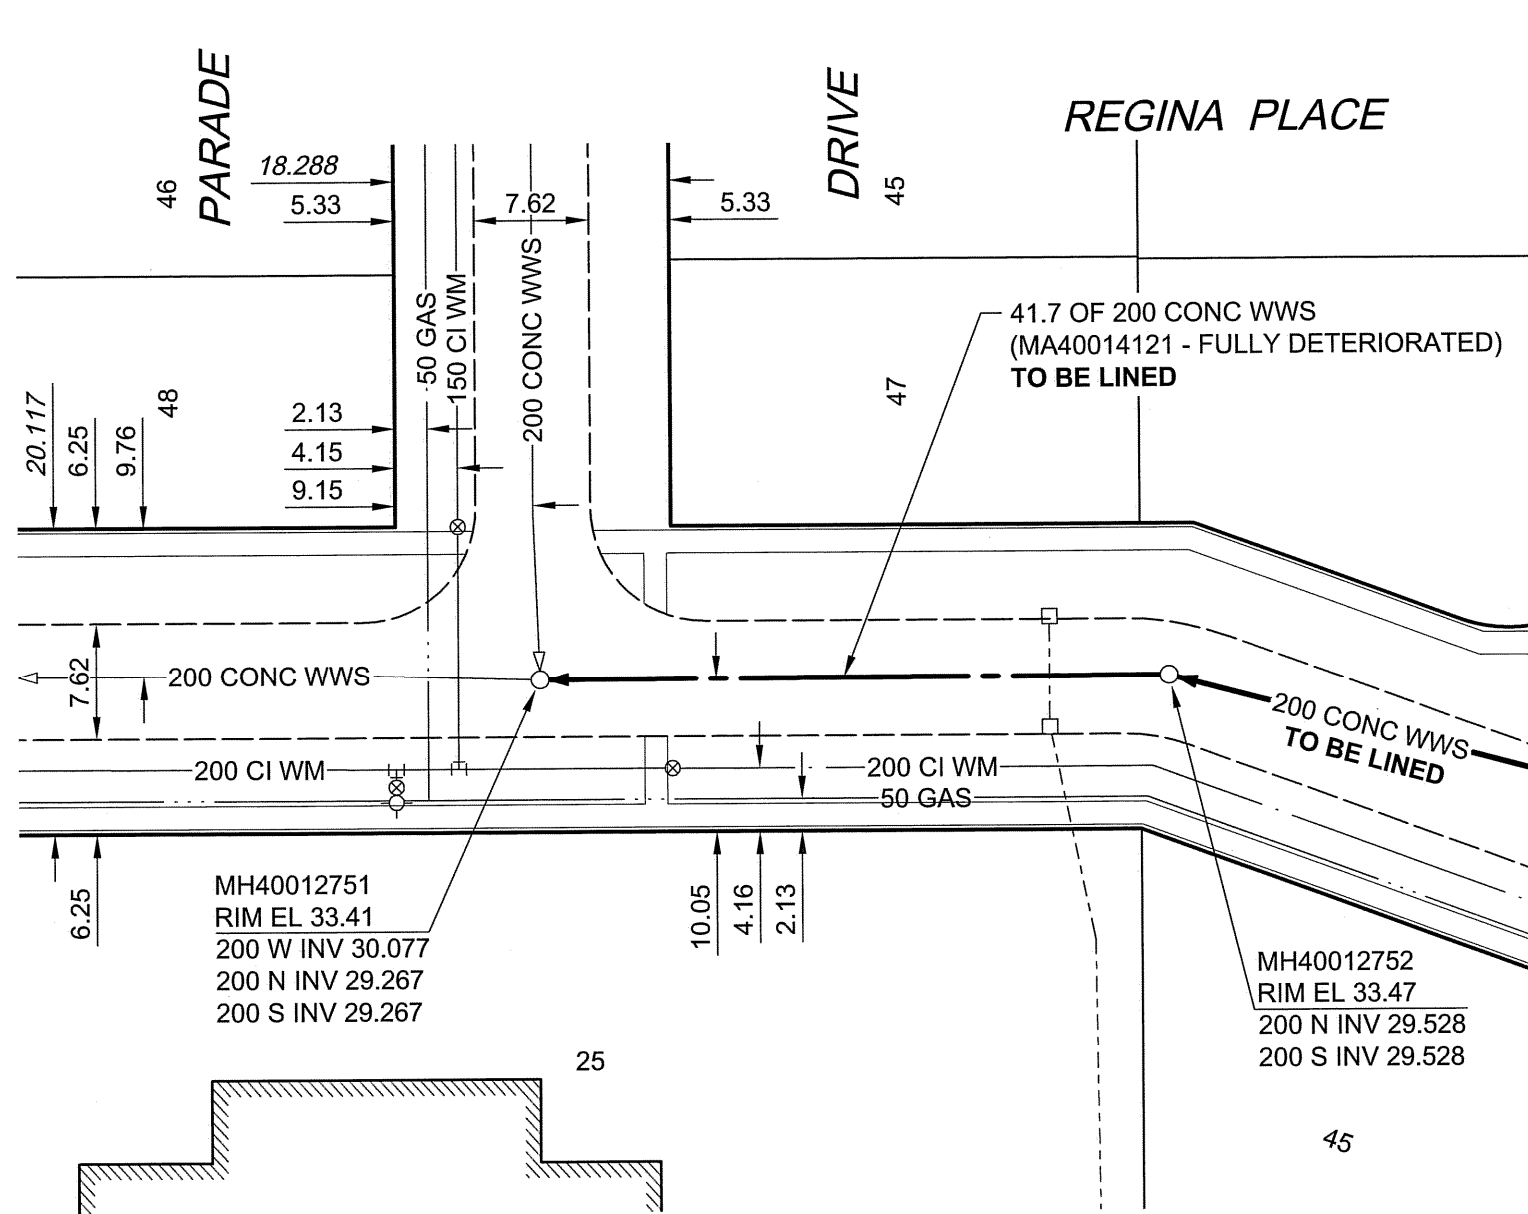 PARADE
DRIVE
REGINA PLACE
46
45
18.288
5.33
7.62
5.33
200 CONC WWS
50 GAS
150 CI WM
41.7 OF 200 CONC WWS
(MA40014121 - FULLY DETERIORATED)
TO BE LINED
47
48
20.117
6.25
9.76
2.13
4.15
9.15
7.62
200 CONC WWS
200 CONC WWS
TO BE LINED
200 CI WM
200 CI WM
50 GAS
6.25
10.05
4.16
2.13
MH40012751
RIM EL 33.41
200 W INV 30.077
200 N INV 29.267
200 S INV 29.267
MH40012752
RIM EL 33.47
200 N INV 29.528
200 S INV 29.528
25
45